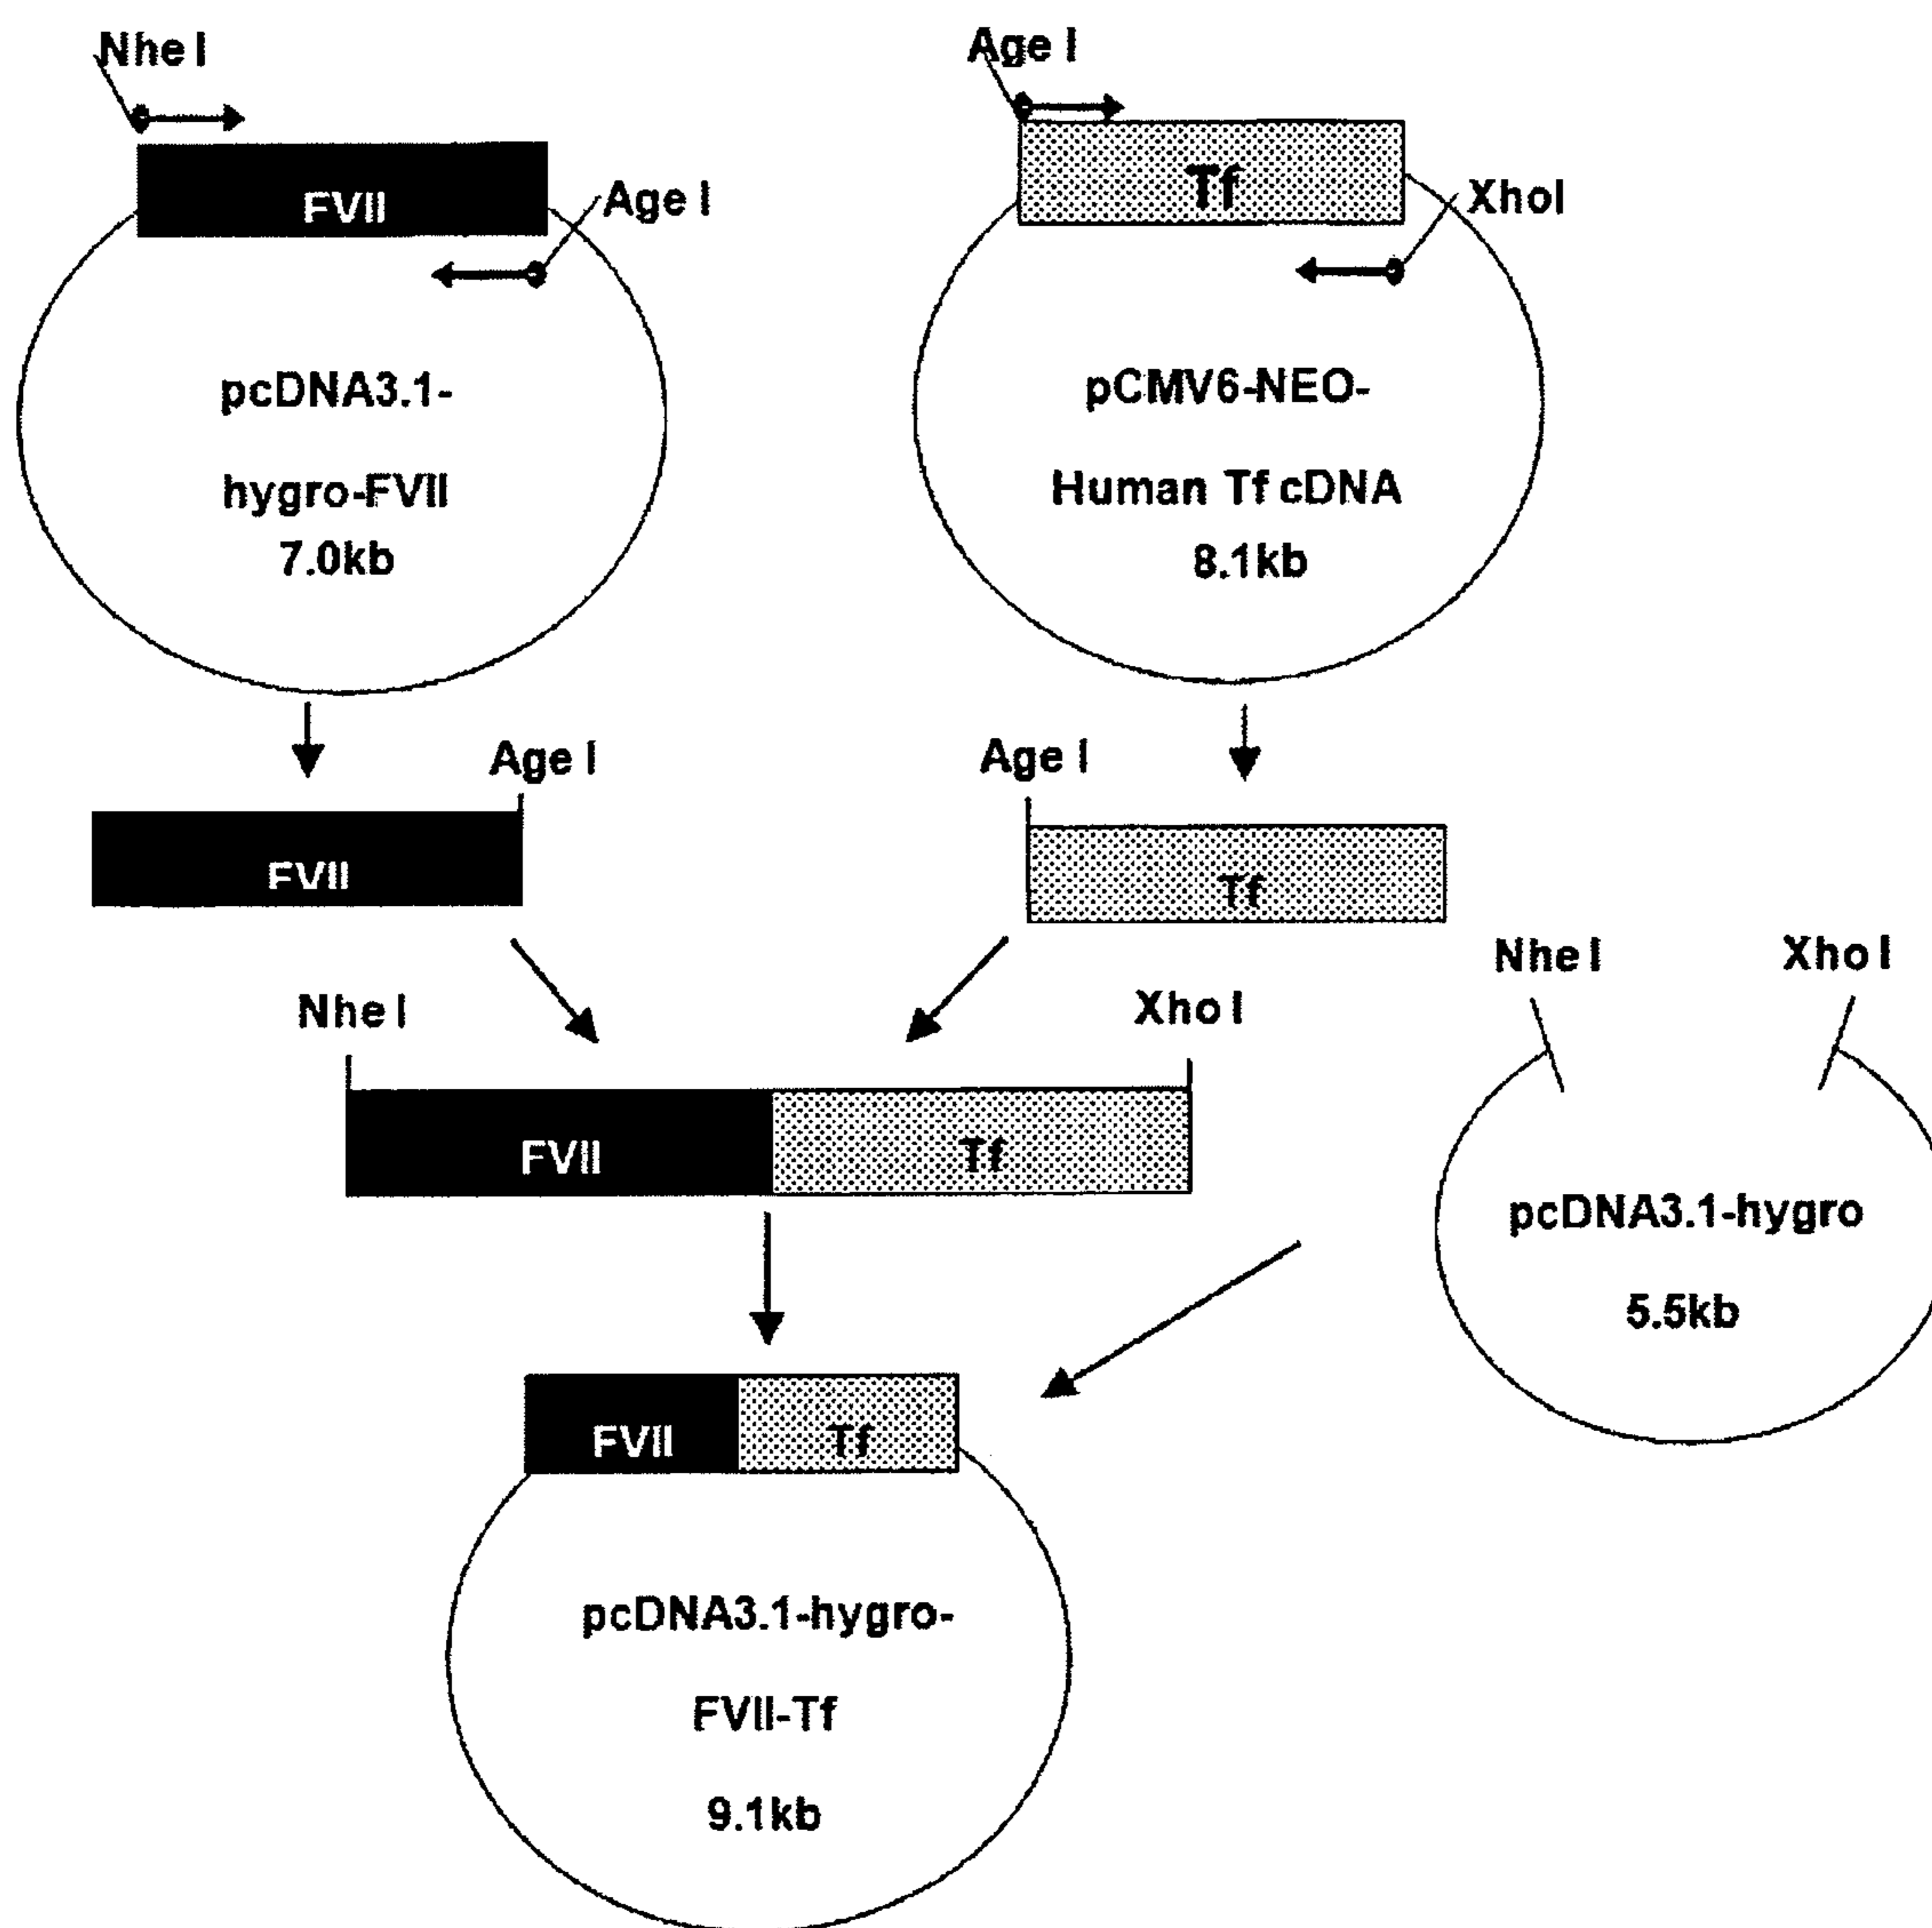 Nhe I
Age I
FVII
Age I
Tf
XhoI
pcDNA3.1-
hygro-FVII
7.0kb
pCMV6-NEO-
Human Tf cDNA
8.1kb
Age I
FVII
Age I
Tf
Nhe I
Xho I
Nhe I
Xho I
FVII
Tf
pcDNA3.1-hygro
5.5kb
FVII
Tf
pcDNA3.1-hygro-
FVII-Tf
9.1kb